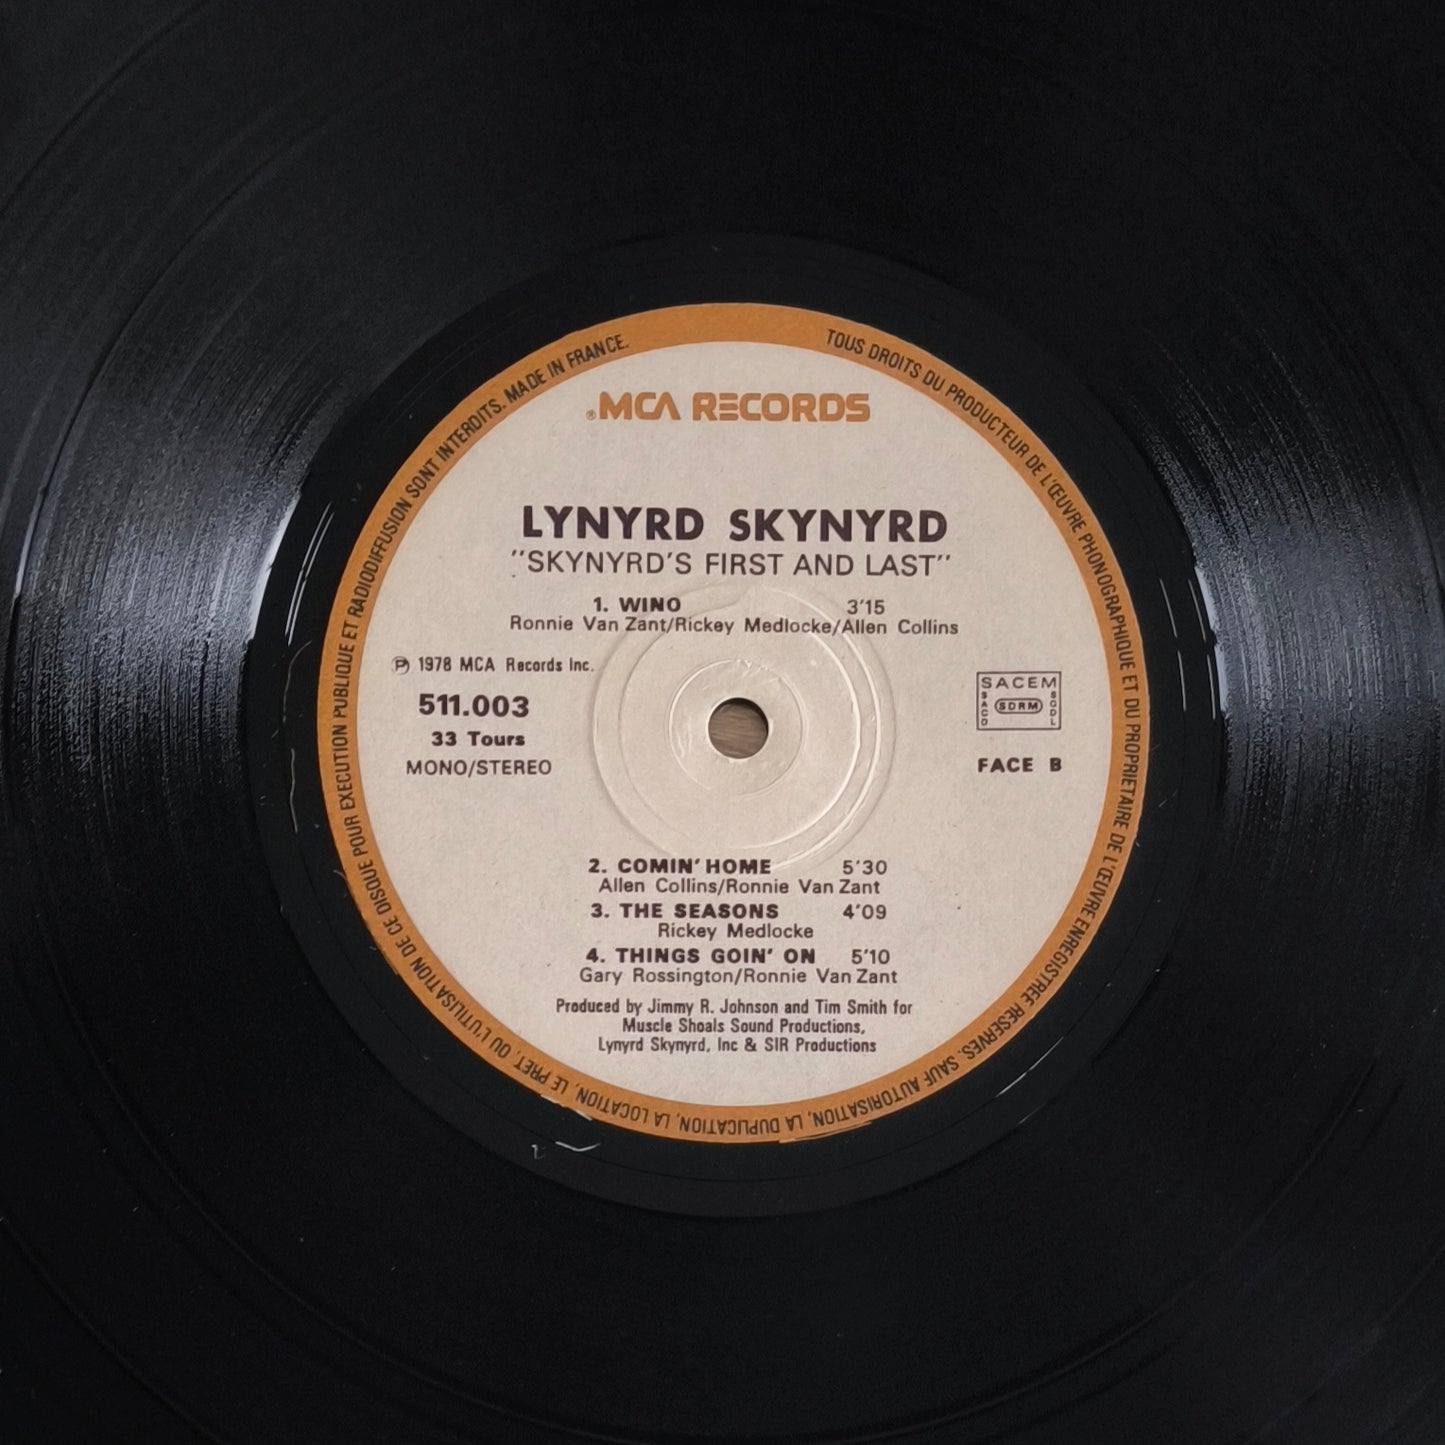 TOUS DROITS DU PRODUCTEUR DE L'ŒUVRE PHONOGRAPHIQUE ET DU PROPRIETAIRE DE L'ŒUVRE ENREGISTREE RESERVES. SAUF AUTORISATION, LA DUPLICATION, LA LOCATION, LE PRET, OU L'UTILISATION DE CE DISQUE POUR EXECUTION PUBLIQUE ET RADIODIFFUSION SONT INTERDITS. MADE IN FRANCE.
®MCA RECORDS
LYNYRD SKYNYRD
"SKYNYRD'S FIRST AND LAST"
1. WINO 3'15
Ronnie Van Zant/Rickey Medlocke/Allen Collins
℗ 1978 MCA Records Inc.
511.003
33 Tours
MONO/STEREO
SACEM
SACD
SDRM
SGDL
FACE B
2. COMIN' HOME 5'30
Allen Collins/Ronnie Van Zant
3. THE SEASONS 4'09
Rickey Medlocke
4. THINGS GOIN' ON 5'10
Gary Rossington/Ronnie Van Zant
Produced by Jimmy R. Johnson and Tim Smith for
Muscle Shoals Sound Productions,
Lynyrd Skynyrd, Inc & SIR Productions